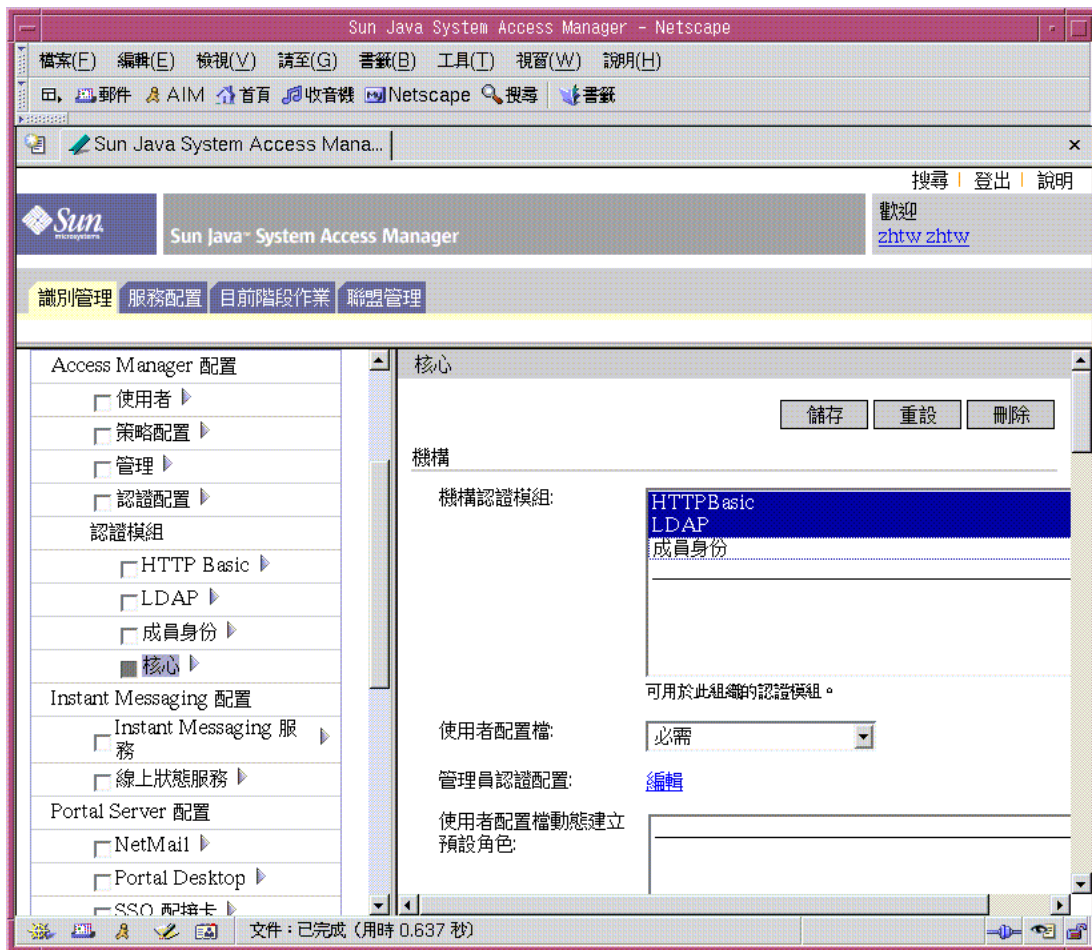 Sun Java System Access Manager - Netscape
檔案(F) 編輯(E) 檢視(V) 請至(G) 書籤(B) 工具(T) 視窗(W) 說明(H)
郵件 AIM 首頁 收音機 Netscape 搜尋 書籤
Sun Java System Access Mana...
搜尋 | 登出 | 說明
Sun microsystems
Sun Java™ System Access Manager
歡迎
zhtw zhtw
識別管理 服務配置 目前階段作業 聯盟管理
Access Manager 配置
使用者
策略配置
管理
認證配置
認證模組
HTTP Basic
LDAP
成員身份
核心
Instant Messaging 配置
Instant Messaging 服
務
線上狀態服務
Portal Server 配置
NetMail
Portal Desktop
SSO 配接卡
核心
儲存 重設 刪除
機構
機構認證模組:
HTTPBasic
LDAP
成員身份
可用於此組織的認證模組。
使用者配置檔:
必需
管理員認證配置:
編輯
使用者配置檔動態建立
預設角色:
文件：已完成 (用時 0.637 秒)